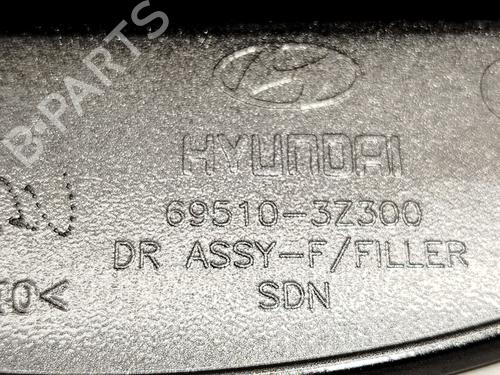 B-PARTS
HYUNDAI
69510-3Z300
DR ASSY-F/FILLER
SDN